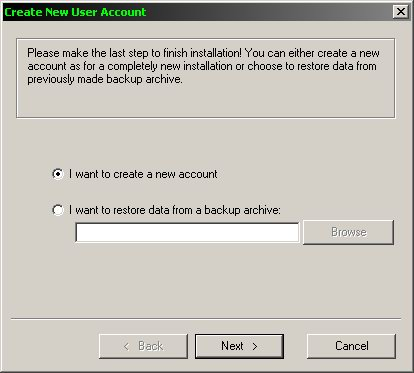 Create New User Account
Please make the last step to finish installation! You can either create a new
account as for a completely new installation or choose to restore data from
previously made backup archive.
I want to create a new account
I want to restore data from a backup archive:
Browse
< Back
Next >
Cancel